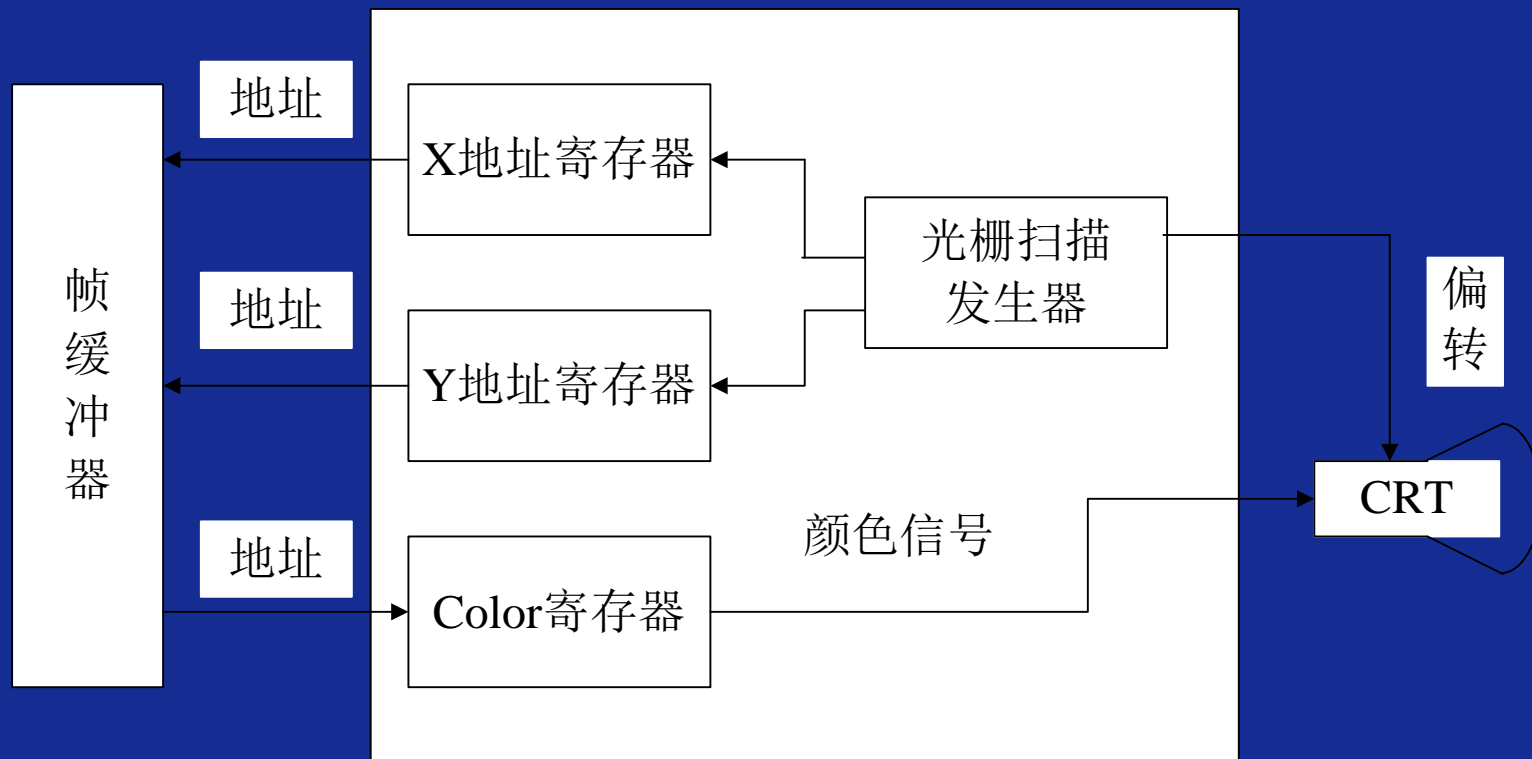 地址
X地址寄存器
光栅扫描
发生器
帧
缓
冲
器
地址
Y地址寄存器
偏
转
地址
Color寄存器
颜色信号
CRT